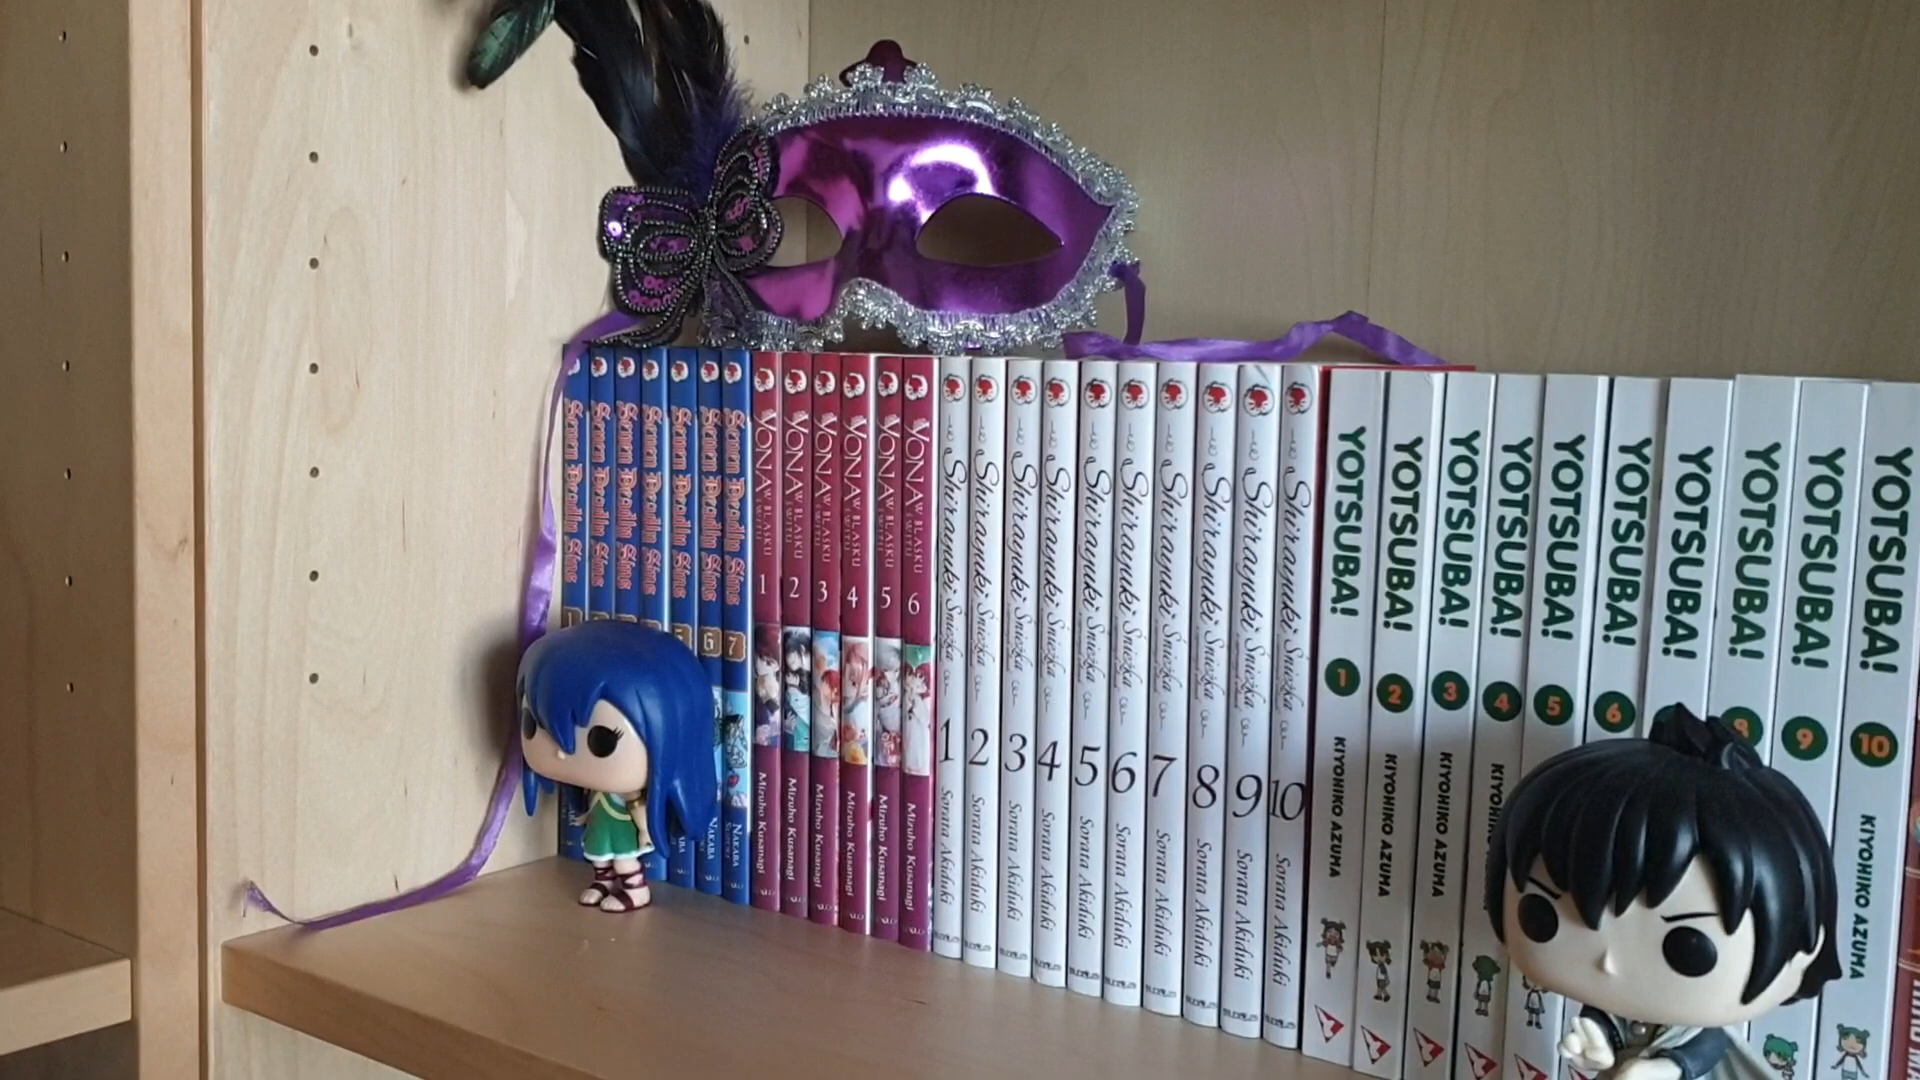 Seven Deadly Sins 1
Seven Deadly Sins
Seven Deadly Sins
Seven Deadly Sins
Seven Deadly Sins 5
Seven Deadly Sins 6
Seven Deadly Sins 7 NAKABA
YONA W BLASKU ŚWITU 1 Mizuho Kusanagi
YONA W BLASKU ŚWITU 2 Mizuho Kusanagi
YONA W BLASKU ŚWITU 3 Mizuho Kusanagi
YONA W BLASKU ŚWITU 4 Mizuho Kusanagi
YONA W BLASKU ŚWITU 5 Mizuho Kusanagi
YONA W BLASKU ŚWITU 6 Mizuho Kusanagi
Shirayuki Śnieżka 1 Sorata Akiduki
Shirayuki Śnieżka 2 Sorata Akiduki
Shirayuki Śnieżka 3 Sorata Akiduki
Shirayuki Śnieżka 4 Sorata Akiduki
Shirayuki Śnieżka 5 Sorata Akiduki
Shirayuki Śnieżka 6 Sorata Akiduki
Shirayuki Śnieżka 7 Sorata Akiduki
Shirayuki Śnieżka 8 Sorata Akiduki
Shirayuki Śnieżka 9 Sorata Akiduki
Shirayuki Śnieżka 10 Sorata Akiduki
YOTSUBA! 1 KIYOHIKO AZUMA
YOTSUBA! 2 KIYOHIKO AZUMA
YOTSUBA! 3 KIYOHIKO AZUMA
YOTSUBA! 4
YOTSUBA! 5
YOTSUBA! 6
YOTSUBA!
YOTSUBA! 8
YOTSUBA! 9
YOTSUBA! 10 KIYOHIKO AZUMA